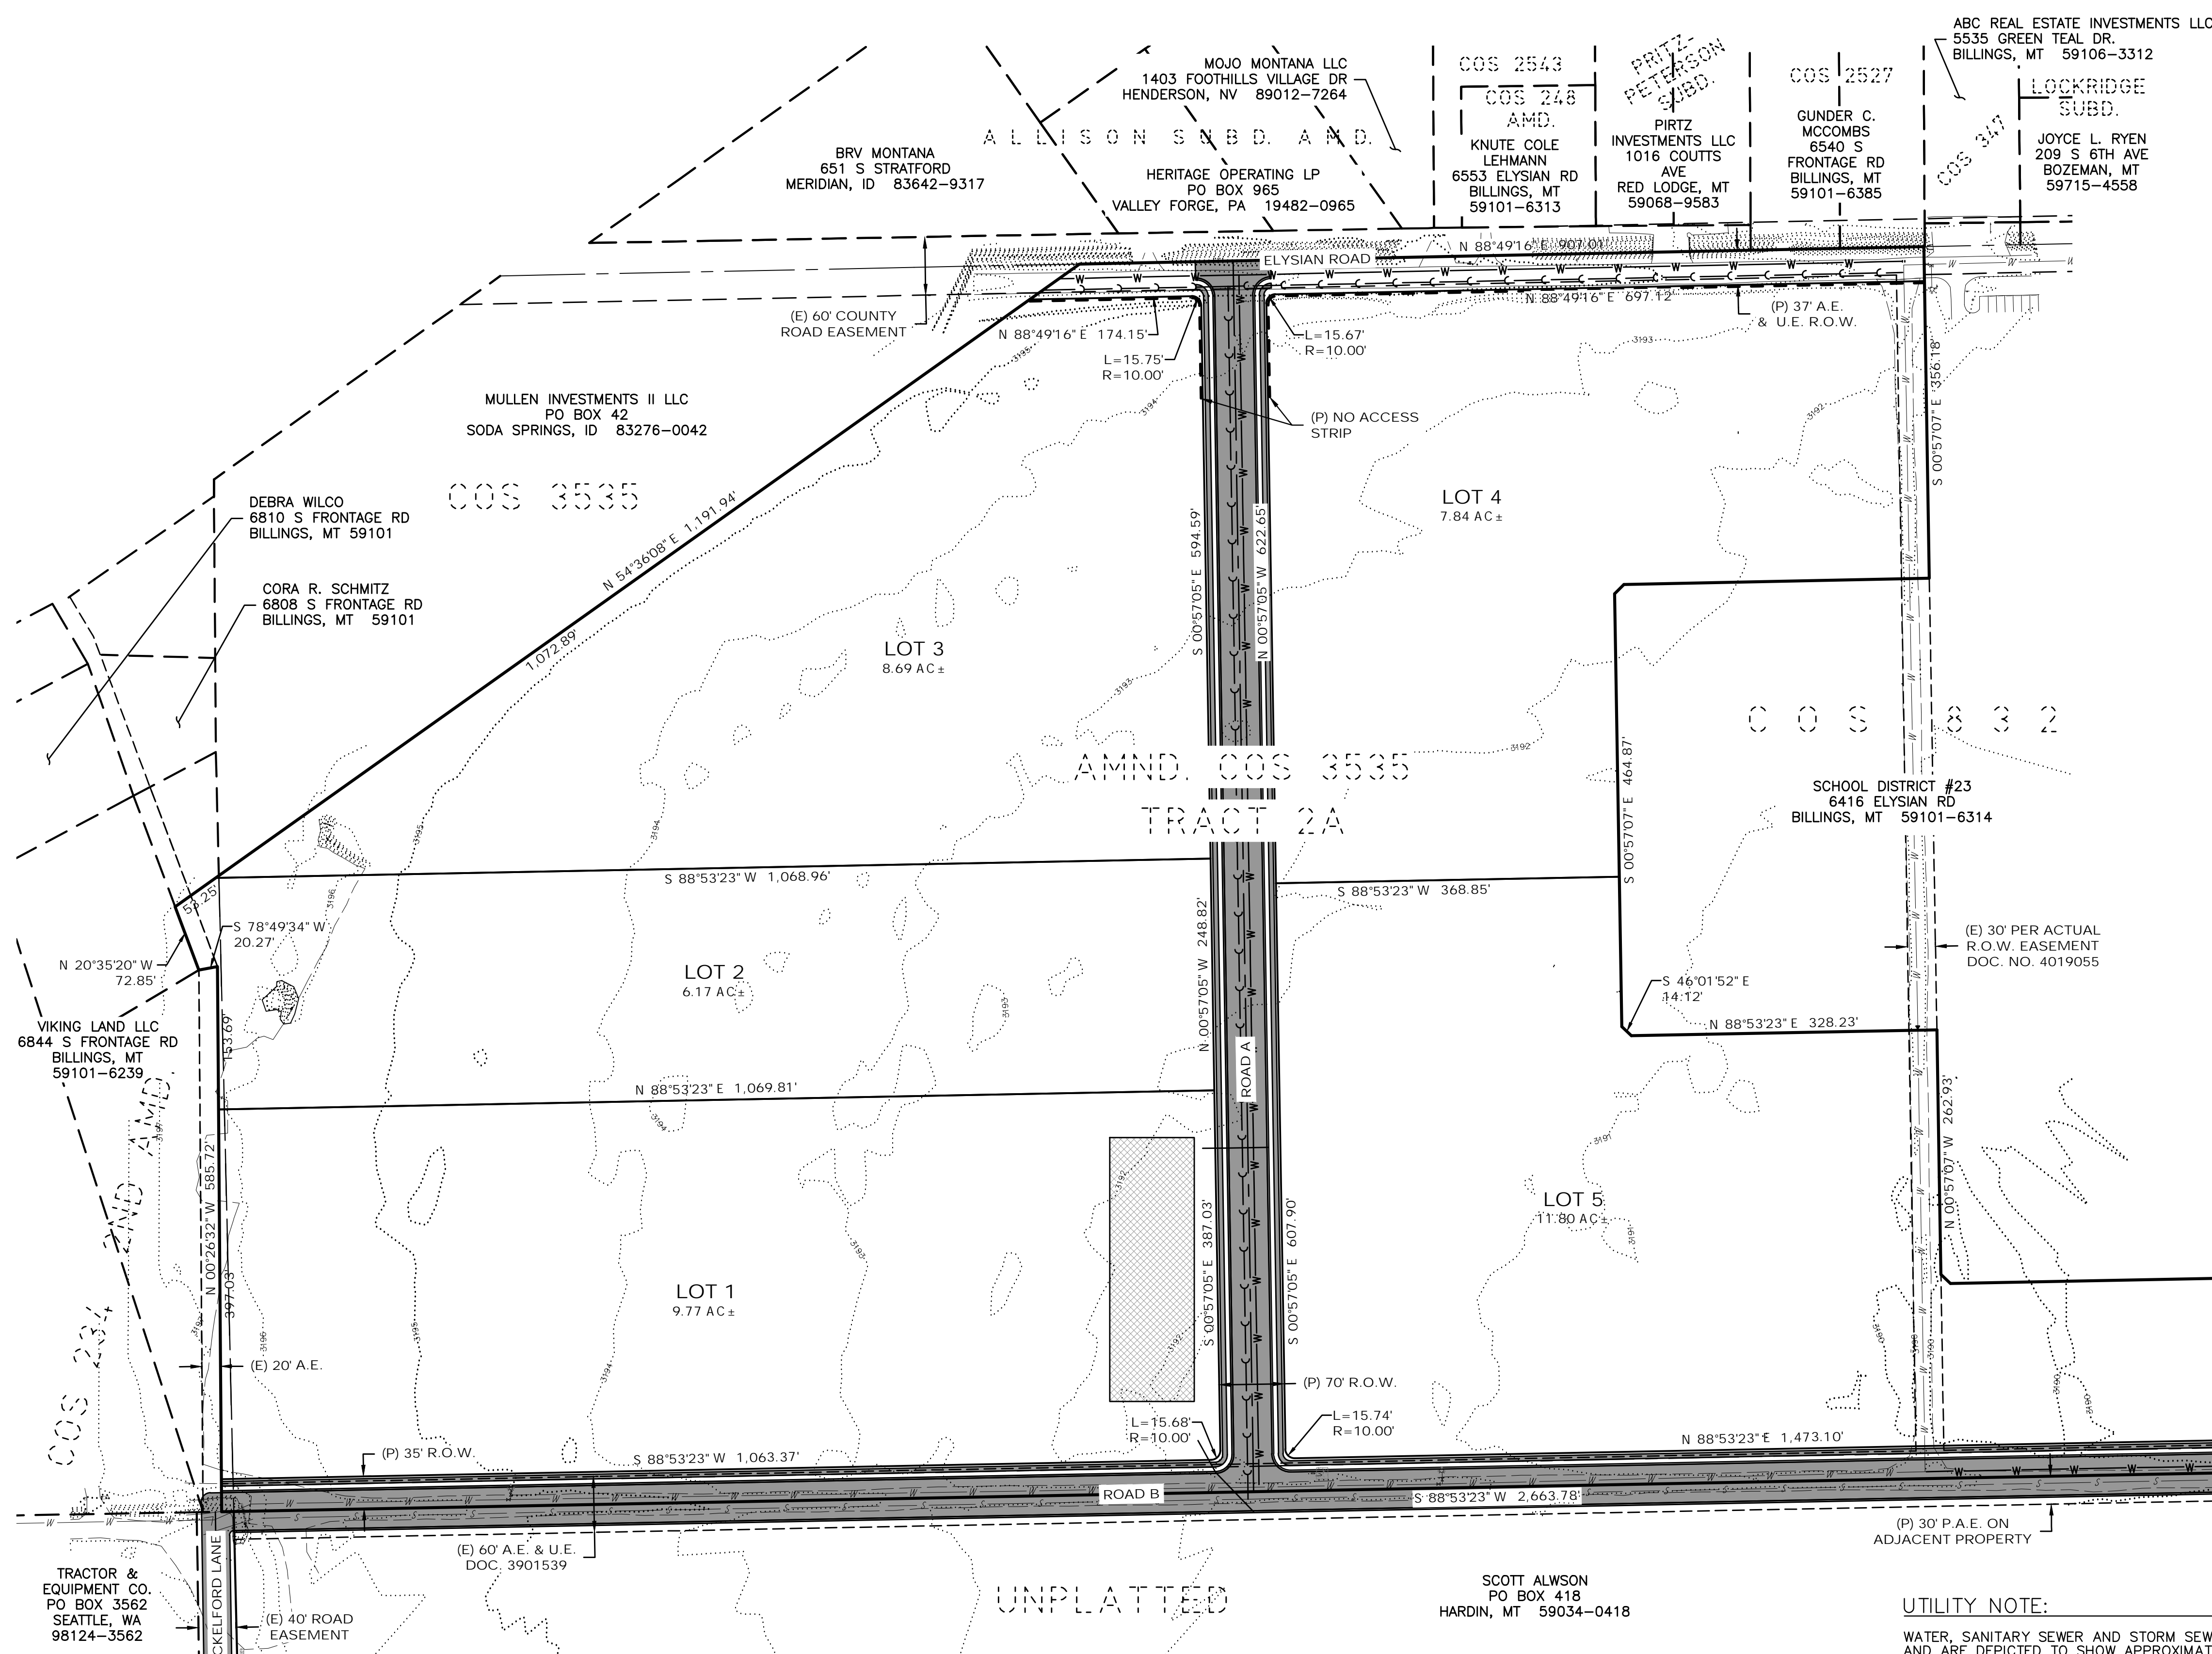 ABC REAL ESTATE INVESTMENTS LLC
5535 GREEN TEAL DR.
BILLINGS, MT 59106-3312
MOJO MONTANA LLC
1403 FOOTHILLS VILLAGE DR
HENDERSON, NV 89012-7264
COS 2543
COS 248
AMD.
PRITZ-
PETERSON
SUBD.
COS 2527
COS 347
LOCKRIDGE
SUBD.
ALLISON SUBD. AMD.
BRV MONTANA
651 S STRATFORD
MERIDIAN, ID 83642-9317
HERITAGE OPERATING LP
PO BOX 965
VALLEY FORGE, PA 19482-0965
KNUTE COLE
LEHMANN
6553 ELYSIAN RD
BILLINGS, MT
59101-6313
PIRTZ
INVESTMENTS LLC
1016 COUTTS
AVE
RED LODGE, MT
59068-9583
GUNDER C.
MCCOMBS
6540 S
FRONTAGE RD
BILLINGS, MT
59101-6385
JOYCE L. RYEN
209 S 6TH AVE
BOZEMAN, MT
59715-4558
N 88°49'16" E 907.01'
ELYSIAN ROAD
N 88°49'16" E 697.12'
(E) 60' COUNTY
ROAD EASEMENT
N 88°49'16" E 174.15'
L=15.75'
R=10.00'
L=15.67'
R=10.00'
(P) 37' A.E.
& U.E. R.O.W.
(P) NO ACCESS
STRIP
S 00°57'07" E 356.18'
MULLEN INVESTMENTS II LLC
PO BOX 42
SODA SPRINGS, ID 83276-0042
COS 3535
DEBRA WILCO
6810 S FRONTAGE RD
BILLINGS, MT 59101
CORA R. SCHMITZ
6808 S FRONTAGE RD
BILLINGS, MT 59101
N 54°36'08" E 1,191.94'
1,072.89'
53.25'
S 00°57'05" E 594.59'
N 00°57'05" W 622.65'
LOT 4
7.84 AC±
LOT 3
8.69 AC±
AMND. COS 3535
TRACT 2A
COS 832
SCHOOL DISTRICT #23
6416 ELYSIAN RD
BILLINGS, MT 59101-6314
S 00°57'07" E 464.87'
S 88°53'23" W 1,068.96'
S 88°53'23" W 368.85'
S 78°49'34" W
20.27'
N 20°35'20" W
72.85'
LOT 2
6.17 AC±
N 00°57'05" W 248.82'
(E) 30' PER ACTUAL
R.O.W. EASEMENT
DOC. NO. 4019055
S 46°01'52" E
14.12'
N 88°53'23" E 328.23'
VIKING LAND LLC
6844 S FRONTAGE RD
BILLINGS, MT
59101-6239
153.69'
N 88°53'23" E 1,069.81'
ROAD A
N 00°57'07" W 262.93'
COS 234 2ND AMD.
N 00°26'32" W 585.72'
397.03'
LOT 1
9.77 AC±
S 00°57'05" E 387.03'
S 00°57'05" E 607.90'
LOT 5
11.80 AC±
(E) 20' A.E.
(P) 70' R.O.W.
L=15.68'
R=10.00'
L=15.74'
R=10.00'
(P) 35' R.O.W.
S 88°53'23" W 1,063.37'
N 88°53'23" E 1,473.10'
ROAD B
S 88°53'23" W 2,663.78'
(P) 30' P.A.E. ON
ADJACENT PROPERTY
(E) 60' A.E. & U.E.
DOC. 3901539
TRACTOR &
EQUIPMENT CO.
PO BOX 3562
SEATTLE, WA
98124-3562
CKELFORD LANE
(E) 40' ROAD
EASEMENT
UNPLATTED
SCOTT ALWSON
PO BOX 418
HARDIN, MT 59034-0418
UTILITY NOTE:
WATER, SANITARY SEWER AND STORM SEW
AND ARE DEPICTED TO SHOW APPROXIMAT